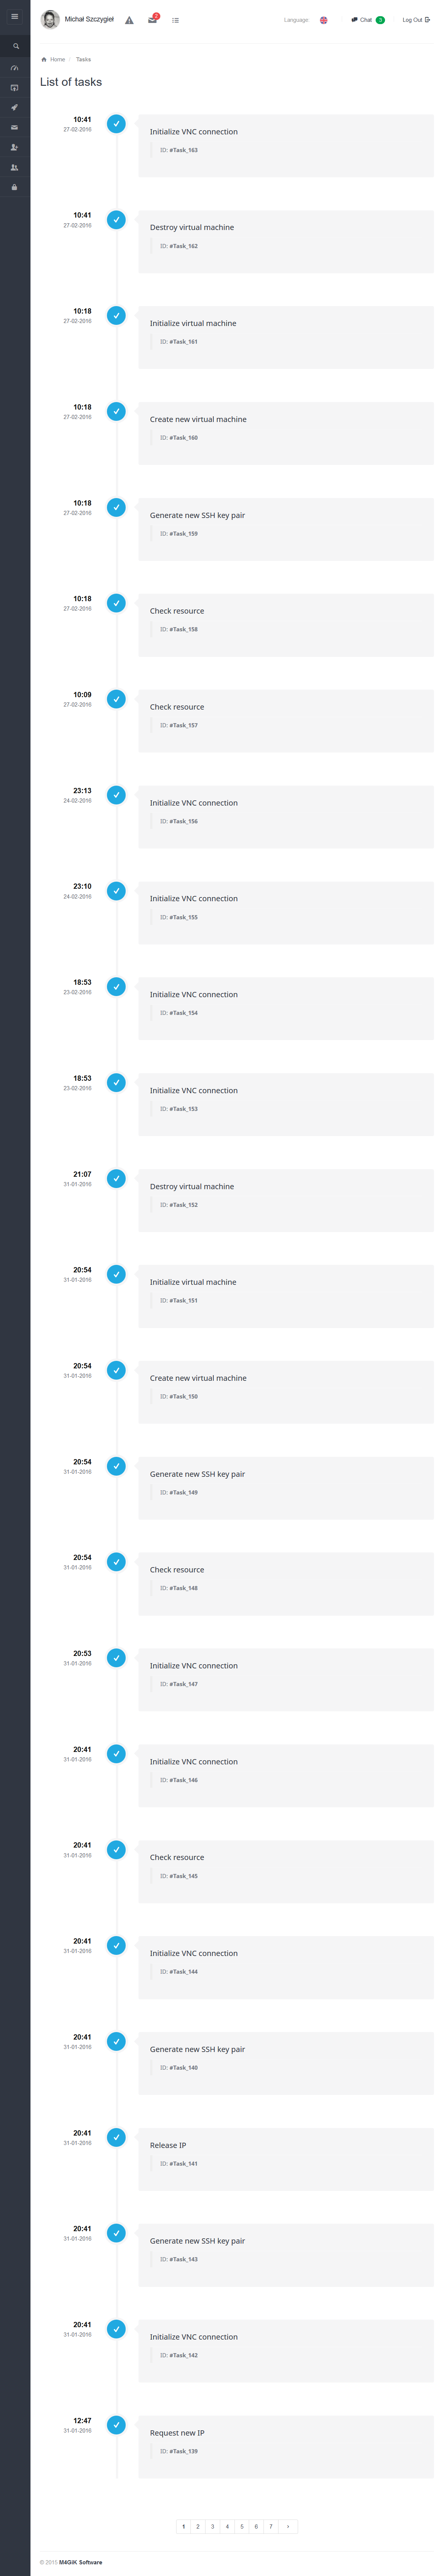 Michał Szczygieł
2
Language:
Chat 3
Log Out
Home / Tasks
List of tasks
10:41
27-02-2016
Initialize VNC connection
ID: #Task_163
10:41
27-02-2016
Destroy virtual machine
ID: #Task_162
10:18
27-02-2016
Initialize virtual machine
ID: #Task_161
10:18
27-02-2016
Create new virtual machine
ID: #Task_160
10:18
27-02-2016
Generate new SSH key pair
ID: #Task_159
10:18
27-02-2016
Check resource
ID: #Task_158
10:09
27-02-2016
Check resource
ID: #Task_157
23:13
24-02-2016
Initialize VNC connection
ID: #Task_156
23:10
24-02-2016
Initialize VNC connection
ID: #Task_155
18:53
23-02-2016
Initialize VNC connection
ID: #Task_154
18:53
23-02-2016
Initialize VNC connection
ID: #Task_153
21:07
31-01-2016
Destroy virtual machine
ID: #Task_152
20:54
31-01-2016
Initialize virtual machine
ID: #Task_151
20:54
31-01-2016
Create new virtual machine
ID: #Task_150
20:54
31-01-2016
Generate new SSH key pair
ID: #Task_149
20:54
31-01-2016
Check resource
ID: #Task_148
20:53
31-01-2016
Initialize VNC connection
ID: #Task_147
20:41
31-01-2016
Initialize VNC connection
ID: #Task_146
20:41
31-01-2016
Check resource
ID: #Task_145
20:41
31-01-2016
Initialize VNC connection
ID: #Task_144
20:41
31-01-2016
Generate new SSH key pair
ID: #Task_140
20:41
31-01-2016
Release IP
ID: #Task_141
20:41
31-01-2016
Generate new SSH key pair
ID: #Task_143
20:41
31-01-2016
Initialize VNC connection
ID: #Task_142
12:47
31-01-2016
Request new IP
ID: #Task_139
1 2 3 4 5 6 7 ›
© 2015 M4GiK Software